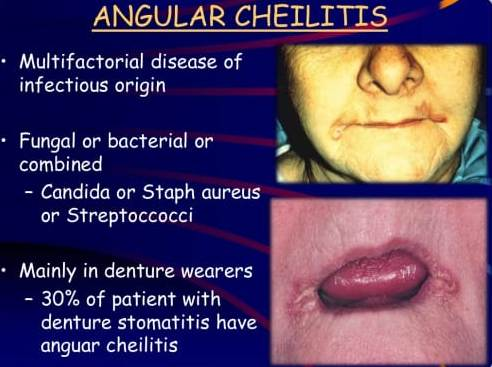 ANGULAR CHEILITIS
• Multifactorial disease of
infectious origin
• Fungal or bacterial or
combined
– Candida or Staph aureus
or Streptoccocci
• Mainly in denture wearers
– 30% of patient with
denture stomatitis have
anguar cheilitis